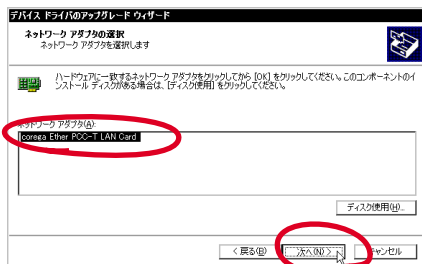 デバイス ドライバのアップグレード ウィザード
ネットワーク アダプタの選択
ネットワーク アダプタを選択します
ハードウェアに一致するネットワーク アダプタをクリックしてから [OK] をクリックしてください。このコンポーネントのイ
ンストール ディスクがある場合は、[ディスク使用] をクリックしてください。
ネットワーク アダプタ(A):
corega Ether PCC-T LAN Card
ディスク使用(H)...
< 戻る(B)
次へ(N) >
キャンセル